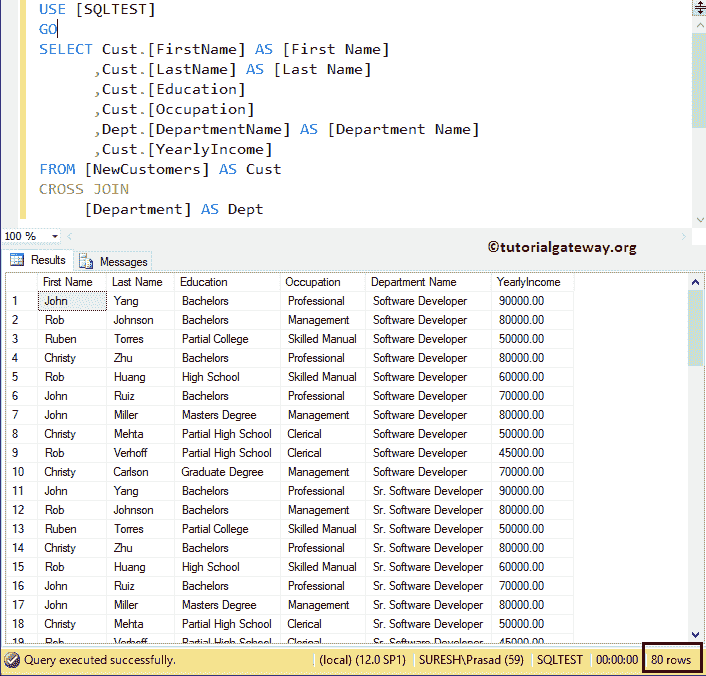 USE [SQLTEST]
GO
SELECT Cust.[FirstName] AS [First Name]
,Cust.[LastName] AS [Last Name]
,Cust.[Education]
,Cust.[Occupation]
,Dept.[DepartmentName] AS [Department Name]
,Cust.[YearlyIncome]
FROM [NewCustomers] AS Cust
CROSS JOIN
[Department] AS Dept
100 %
©tutorialgateway.org
Results Messages
First Name Last Name Education Occupation Department Name YearlyIncome
1 John Yang Bachelors Professional Software Developer 90000.00
2 Rob Johnson Bachelors Management Software Developer 80000.00
3 Ruben Torres Partial College Skilled Manual Software Developer 50000.00
4 Christy Zhu Bachelors Professional Software Developer 80000.00
5 Rob Huang High School Skilled Manual Software Developer 60000.00
6 John Ruiz Bachelors Professional Software Developer 70000.00
7 John Miller Masters Degree Management Software Developer 80000.00
8 Christy Mehta Partial High School Clerical Software Developer 50000.00
9 Rob Verhoff Partial High School Clerical Software Developer 45000.00
10 Christy Carlson Graduate Degree Management Software Developer 70000.00
11 John Yang Bachelors Professional Sr. Software Developer 90000.00
12 Rob Johnson Bachelors Management Sr. Software Developer 80000.00
13 Ruben Torres Partial College Skilled Manual Sr. Software Developer 50000.00
14 Christy Zhu Bachelors Professional Sr. Software Developer 80000.00
15 Rob Huang High School Skilled Manual Sr. Software Developer 60000.00
16 John Ruiz Bachelors Professional Sr. Software Developer 70000.00
17 John Miller Masters Degree Management Sr. Software Developer 80000.00
18 Christy Mehta Partial High School Clerical Sr. Software Developer 50000.00
19 Rob Verhoff Partial High School Clerical Sr. Software Developer 45000.00
Query executed successfully. (local) (12.0 SP1) SURESH\Prasad (59) SQLTEST 00:00:00 80 rows